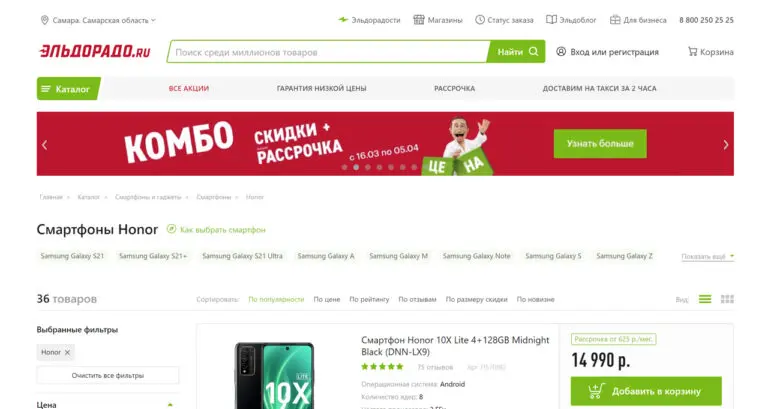 Самара. Самарская область
Эльдорадости
Магазины
Статус заказа
Эльдоблог
Для бизнеса
8 800 250 25 25
ЭЛЬДОРАДО.RU
Поиск среди миллионов товаров
Найти
Вход или регистрация
Корзина
Каталог
ВСЕ АКЦИИ
ГАРАНТИЯ НИЗКОЙ ЦЕНЫ
РАССРОЧКА
ДОСТАВИМ НА ТАКСИ ЗА 2 ЧАСА
КОМБО
СКИДКИ +
РАССРОЧКА
с 16.03 по 05.04
ЦЕ НА
Узнать больше
Главная
Каталог
Смартфоны и гаджеты
Смартфоны
Honor
Смартфоны Honor
Как выбрать смартфон
Samsung Galaxy S21
Samsung Galaxy S21+
Samsung Galaxy S21 Ultra
Samsung Galaxy A
Samsung Galaxy M
Samsung Galaxy Note
Samsung Galaxy S
Samsung Galaxy Z
Показать ещё
36 товаров
Сортировать:
По популярности
По цене
По рейтингу
По отзывам
По размеру скидки
По новизне
Вид:
Выбранные фильтры
Honor
Очистить все фильтры
Цена
10X
LITE
Смартфон Honor 10X Lite 4+128GB Midnight
Black (DNN-LX9)
отзывов
Операционная система: Android
Количество ядер: 8
Рассрочка от 625 р./мес.
14 990 р.
Добавить в корзину